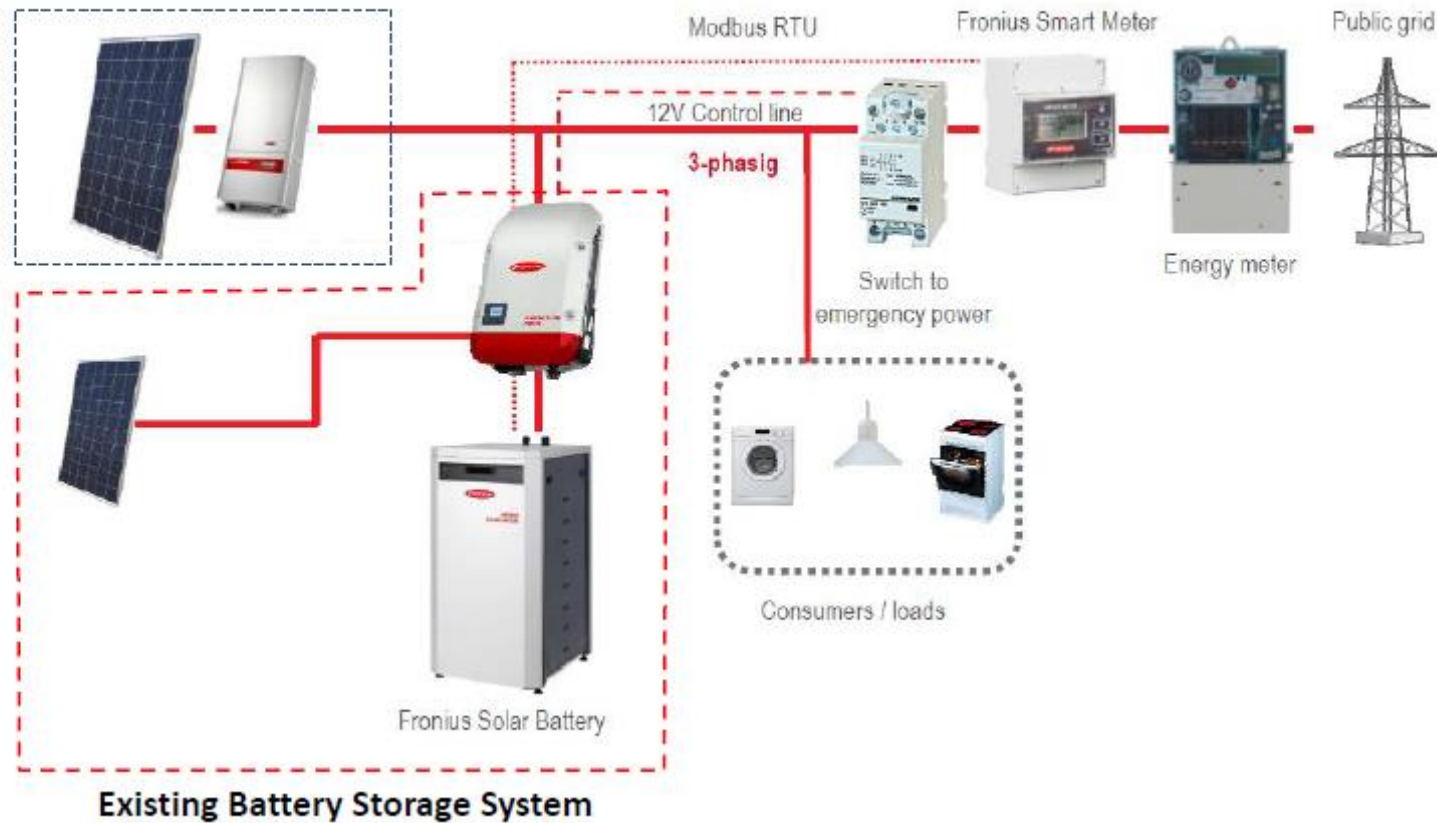 Modbus RTU
Fronius Smart Meter
Public grid
12V Control line
3-phasig
Energy meter
Switch to
emergency power
Consumers / loads
Fronius Solar Battery
Existing Battery Storage System